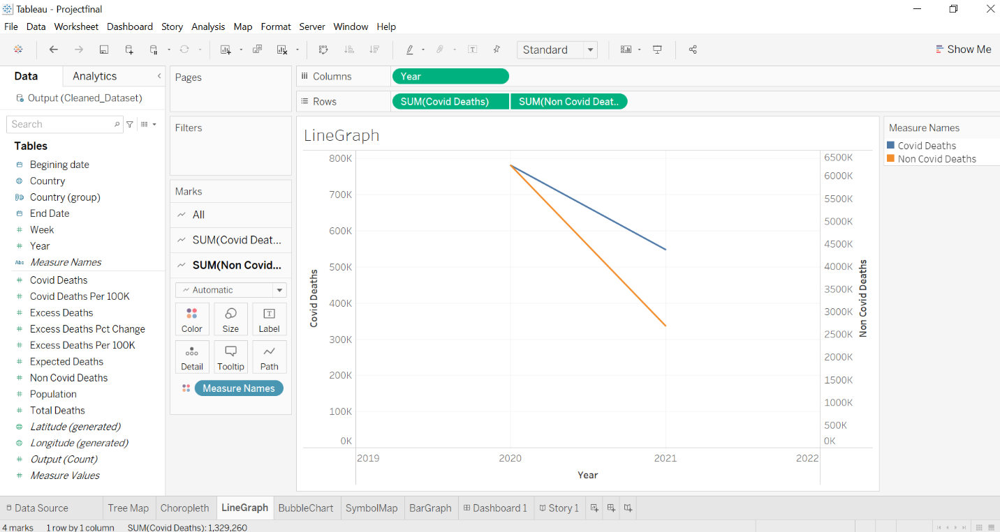 Tableau - Projectfinal
File Data Worksheet Dashboard Story Analysis Map Format Server Window Help
Standard
Show Me
Data Analytics
Output (Cleaned_Dataset)
Search
Tables
Begining date
Country
Country (group)
End Date
Week
Year
Abc Measure Names
Covid Deaths
Covid Deaths Per 100K
Excess Deaths
Excess Deaths Pct Change
Excess Deaths Per 100K
Expected Deaths
Non Covid Deaths
Population
Total Deaths
Latitude (generated)
Longitude (generated)
Output (Count)
Measure Values
Pages
Filters
Marks
All
SUM(Covid Deat...
SUM(Non Covid...
Automatic
Color Size Label
Detail Tooltip Path
Measure Names
Columns Year
Rows SUM(Covid Deaths) SUM(Non Covid Deat..
LineGraph
800K
700K
600K
500K
400K
300K
200K
100K
0K
Covid Deaths
6500K
6000K
5500K
5000K
4500K
4000K
3500K
3000K
2500K
2000K
1500K
1000K
500K
0K
Non Covid Deaths
2019 2020 2021 2022
Year
Measure Names
Covid Deaths
Non Covid Deaths
Data Source Tree Map Choropleth LineGraph BubbleChart SymbolMap BarGraph Dashboard 1 Story 1
4 marks 1 row by 1 column SUM(Covid Deaths): 1,329,260